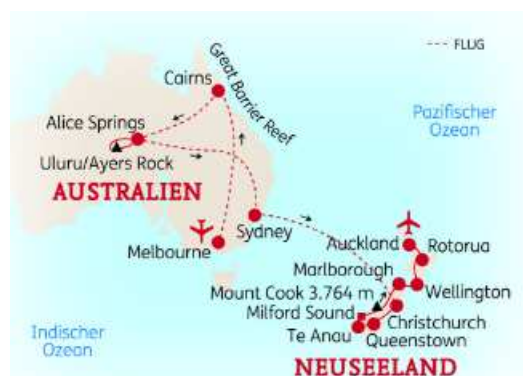 --- FLUG
Great Barrier Reef
Cairns
Pazifischer
Ozean
Alice Springs
Uluru/Ayers Rock
AUSTRALIEN
Sydney
Melbourne
Auckland
Rotorua
Marlborough
Mount Cook 3.764 m
Wellington
Milford Sound
Christchurch
Te Anau
Queenstown
Indischer
Ozean
NEUSEELAND